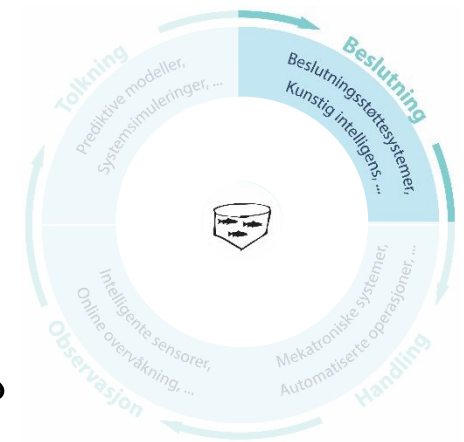 Tolkning
Prediktive modeller,
Systemsimuleringer, ...
Beslutning
Beslutningsstøttesystemer,
Kunstig intelligens, ...
Intelligente sensorer,
Online overvåkning, ...
Observasjon
Mekatroniske systemer,
Automatiserte operasjoner, ...
Handling